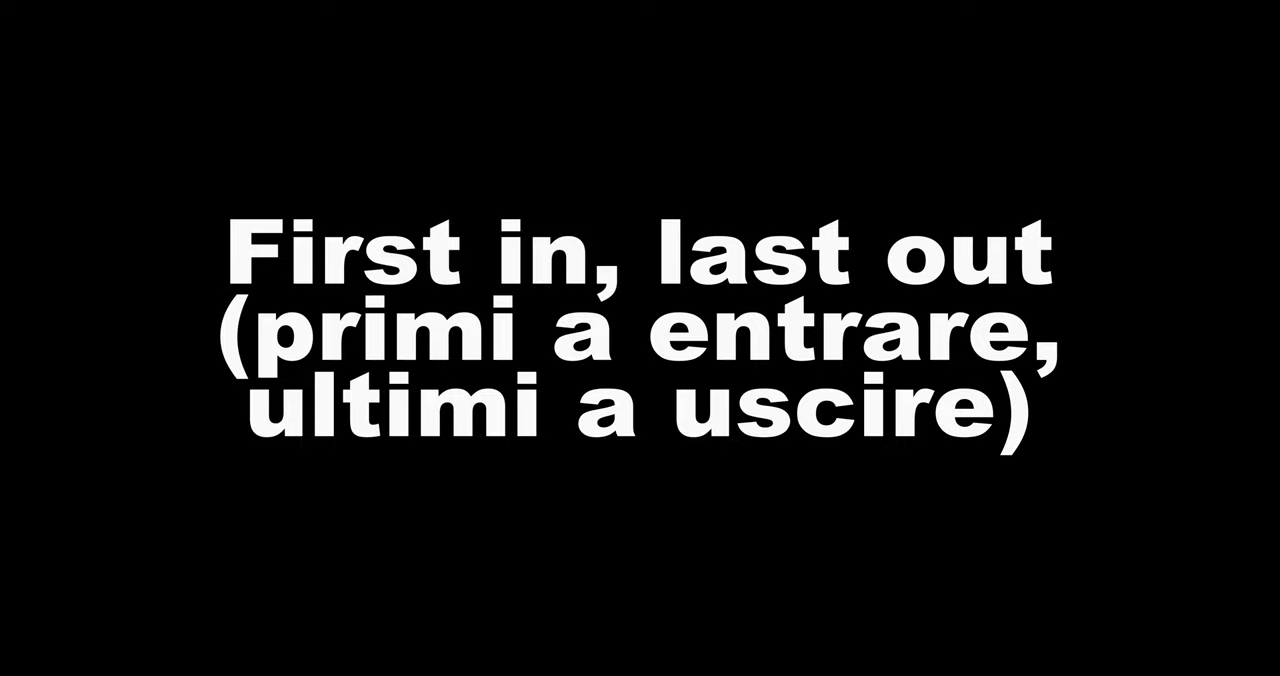 First in, last out
(primi a entrare,
ultimi a uscire)